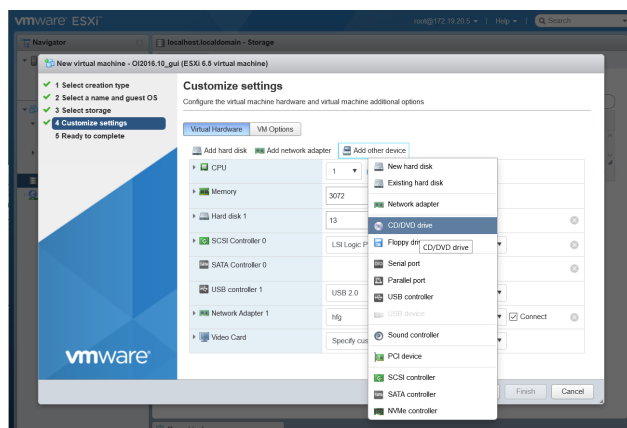 vmware ESXi™
root@172.19.20.5 ▾ | Help ▾ | Search
Navigator
localhost.localdomain - Storage
New virtual machine - OI2016.10_gui (ESXi 6.5 virtual machine)
1 Select creation type
2 Select a name and guest OS
3 Select storage
4 Customize settings
5 Ready to complete
vmware®
Customize settings
Configure the virtual machine hardware and virtual machine additional options
Virtual Hardware
VM Options
Add hard disk
Add network adapter
Add other device
CPU
1
Memory
3072
Hard disk 1
13
SCSI Controller 0
LSI Logic P
SATA Controller 0
USB controller 1
USB 2.0
Network Adapter 1
hfg
Connect
Video Card
Specify cus
New hard disk
Existing hard disk
Network adapter
CD/DVD drive
Floppy dri
CD/DVD drive
Serial port
Parallel port
USB controller
USB device
Sound controller
PCI device
SCSI controller
SATA controller
NVMe controller
Finish
Cancel